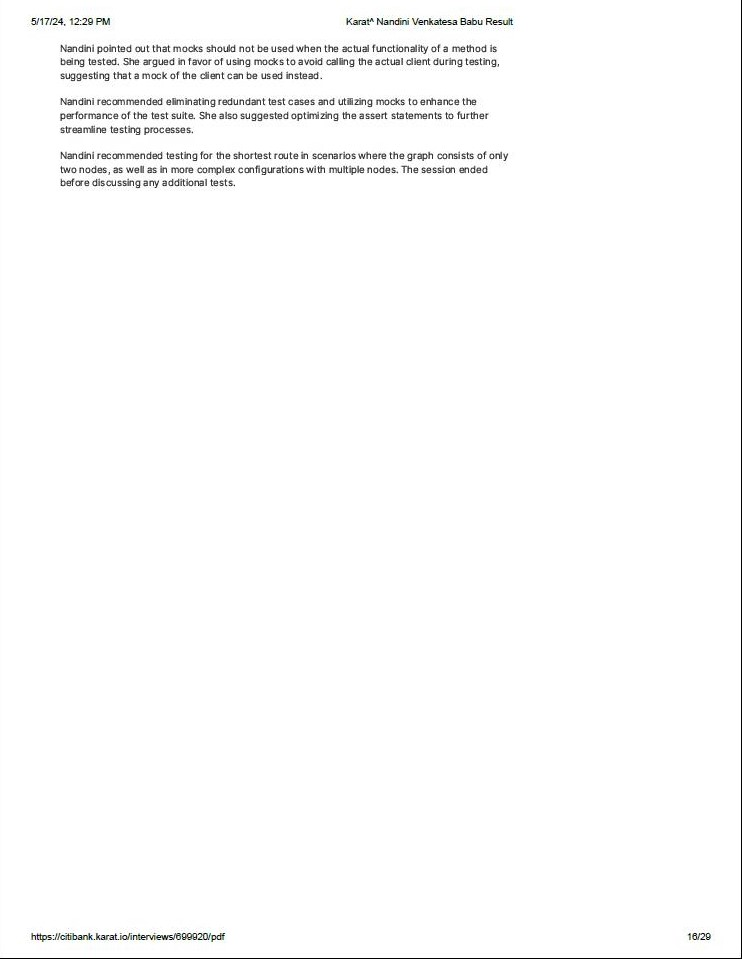 5/17/24, 12:29 PM
Karat^ Nandini Venkatesa Babu Result
Nandini pointed out that mocks should not be used when the actual functionality of a method is
being tested. She argued in favor of using mocks to avoid calling the actual client during testing,
suggesting that a mock of the client can be used instead.
Nandini recommended eliminating redundant test cases and utilizing mocks to enhance the
performance of the test suite. She also suggested optimizing the assert statements to further
streamline testing processes.
Nandini recommended testing for the shortest route in scenarios where the graph consists of only
two nodes, as well as in more complex configurations with multiple nodes. The session ended
before discussing any additional tests.
https://citibank.karat.io/interviews/699920/pdf
16/29